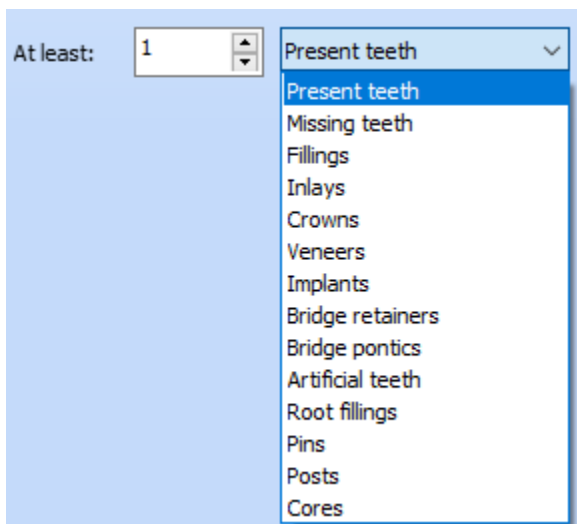 At least: 1 Present teeth
Present teeth
Missing teeth
Fillings
Inlays
Crowns
Veneers
Implants
Bridge retainers
Bridge pontics
Artificial teeth
Root fillings
Pins
Posts
Cores